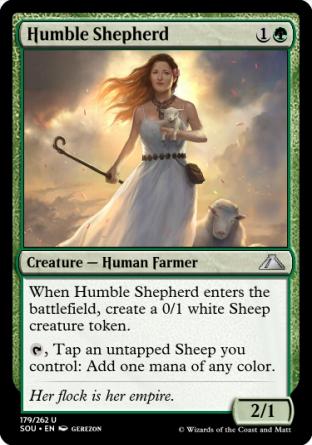 Humble Shepherd 1
Creature — Human Farmer
When Humble Shepherd enters the
battlefield, create a 0/1 white Sheep
creature token.
, Tap an untapped Sheep you
control: Add one mana of any color.
Her flock is her empire.
2/1
179/262 U
SOU • EN GEREZON
© Wizards of the Coast and Matt